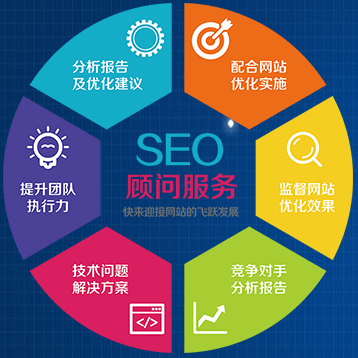 分析报告
及优化建议
配合网站
优化实施
SEO
顾问服务
快来迎接网站的飞跃发展
提升团队
执行力
监督网站
优化效果
技术问题
解决方案
</>
竞争对手
分析报告